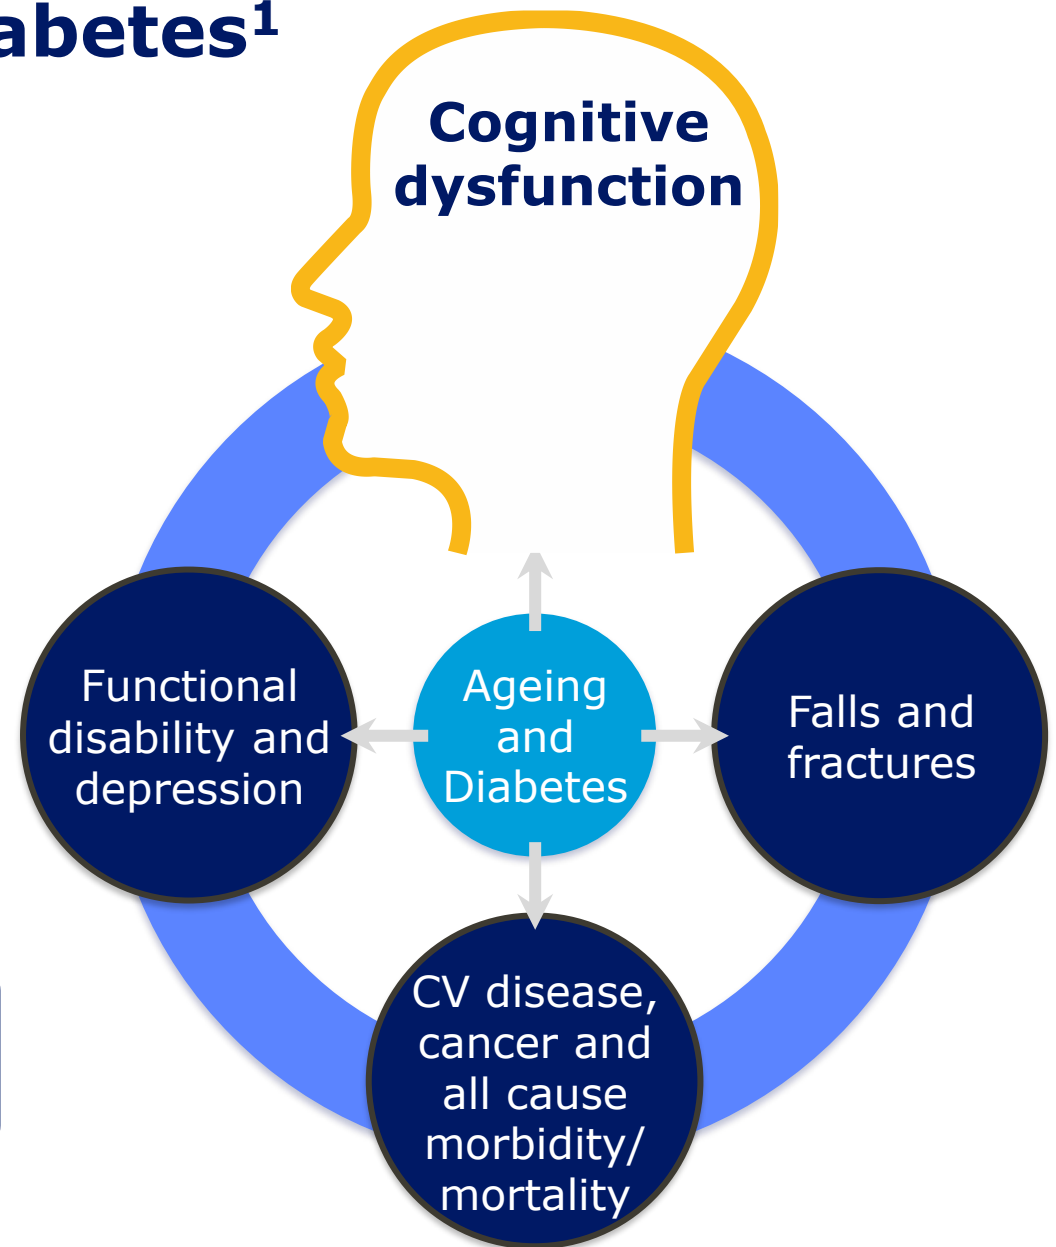 abetes¹
Cognitive
dysfunction
Functional
disability and
depression
Ageing
and
Diabetes
Falls and
fractures
CV disease,
cancer and
all cause
morbidity/
mortality